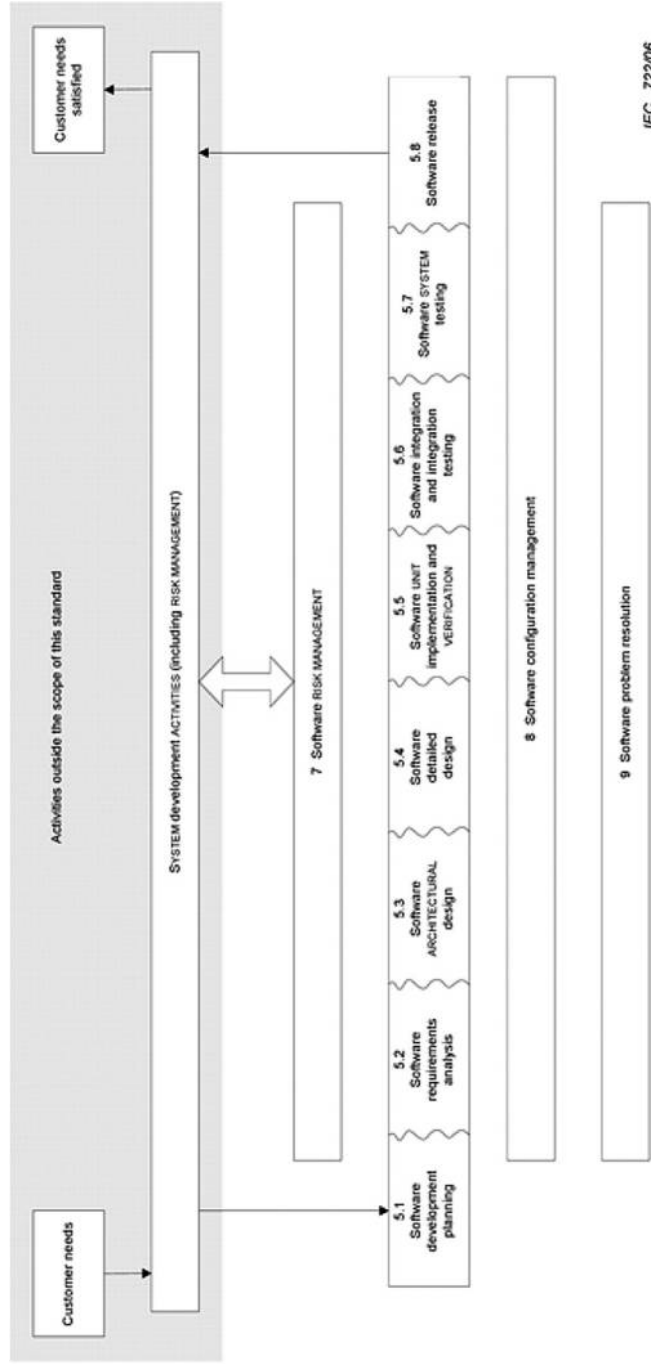 Activities outside the scope of this standard
Customer needs
Customer needs
satisfied
SYSTEM development ACTIVITIES (including RISK MANAGEMENT)
7 Software RISK MANAGEMENT
5.1
Software
development
planning
5.2
Software
requirements
analysis
5.3
Software
ARCHITECTURAL
design
5.4
Software
detailed
design
5.5
Software UNIT
implementation and
VERIFICATION
5.6
Software integration
and integration
testing
5.7
Software SYSTEM
testing
5.8
Software release
8 Software configuration management
9 Software problem resolution
IEC 722/06